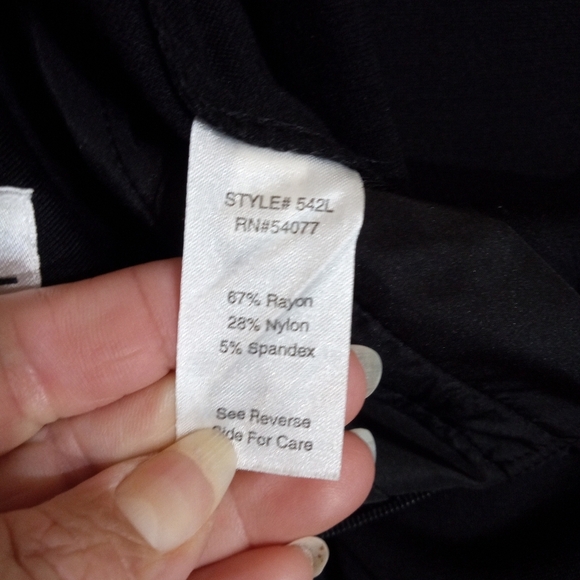 STYLE# 542L
RN#54077
67% Rayon
28% Nylon
5% Spandex
See Reverse
Side For Care